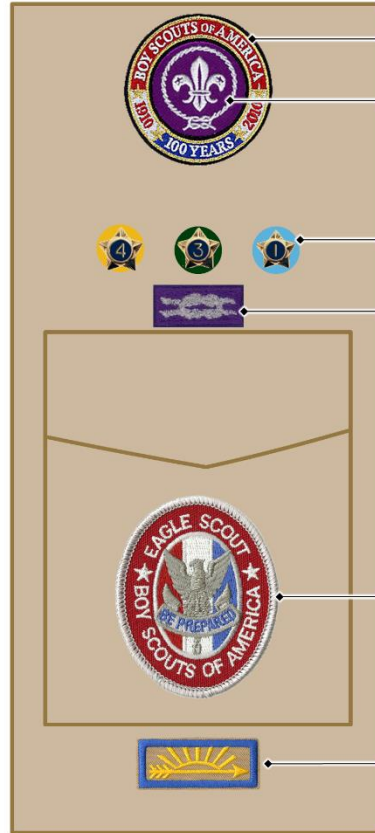 BOY SCOUTS OF AMERICA
1910 100 YEARS 2010
4 3 1
EAGLE SCOUT
BE PREPARED
BOY SCOUTS OF AMERICA